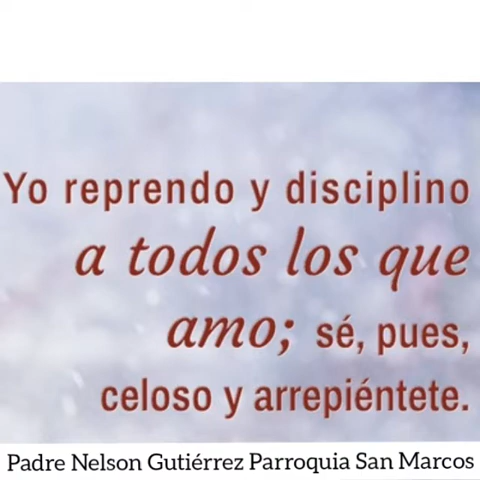 Yo reprendo y disciplino
a todos los que
amo; sé, pues,
celoso y arrepiéntete.
Padre Nelson Gutiérrez Parroquia San Marcos